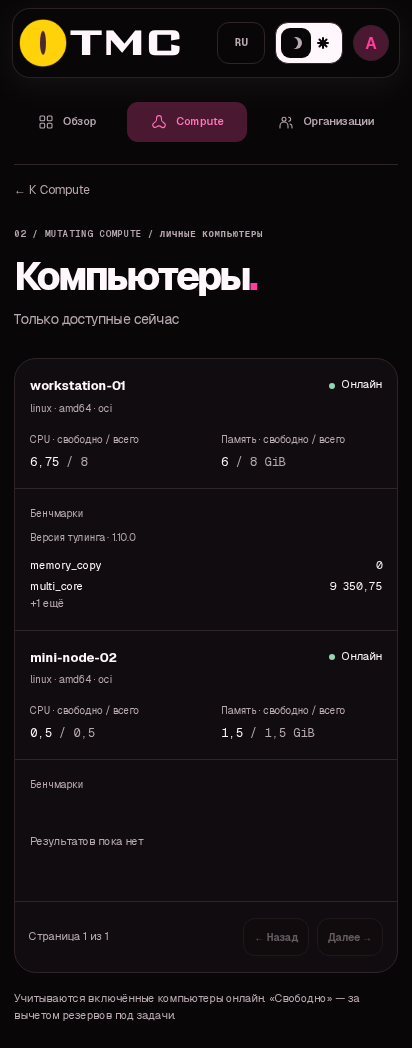 TMC
RU
A
Обзор
Compute
Организации
← К Compute
02 / MUTATING COMPUTE / ЛИЧНЫЕ КОМПЬЮТЕРЫ
Компьютеры.
Только доступные сейчас
workstation-01
Онлайн
linux · amd64 · oci
CPU · свободно / всего
Память · свободно / всего
6,75 / 8
6 / 8 GiB
Бенчмарки
Версия тулинга · 1.10.0
memory_copy
0
multi_core
9 350,75
+1 ещё
mini-node-02
Онлайн
linux · amd64 · oci
CPU · свободно / всего
Память · свободно / всего
0,5 / 0,5
1,5 / 1,5 GiB
Бенчмарки
Результатов пока нет
Страница 1 из 1
← Назад
Далее →
Учитываются включённые компьютеры онлайн. «Свободно» — за
вычетом резервов под задачи.